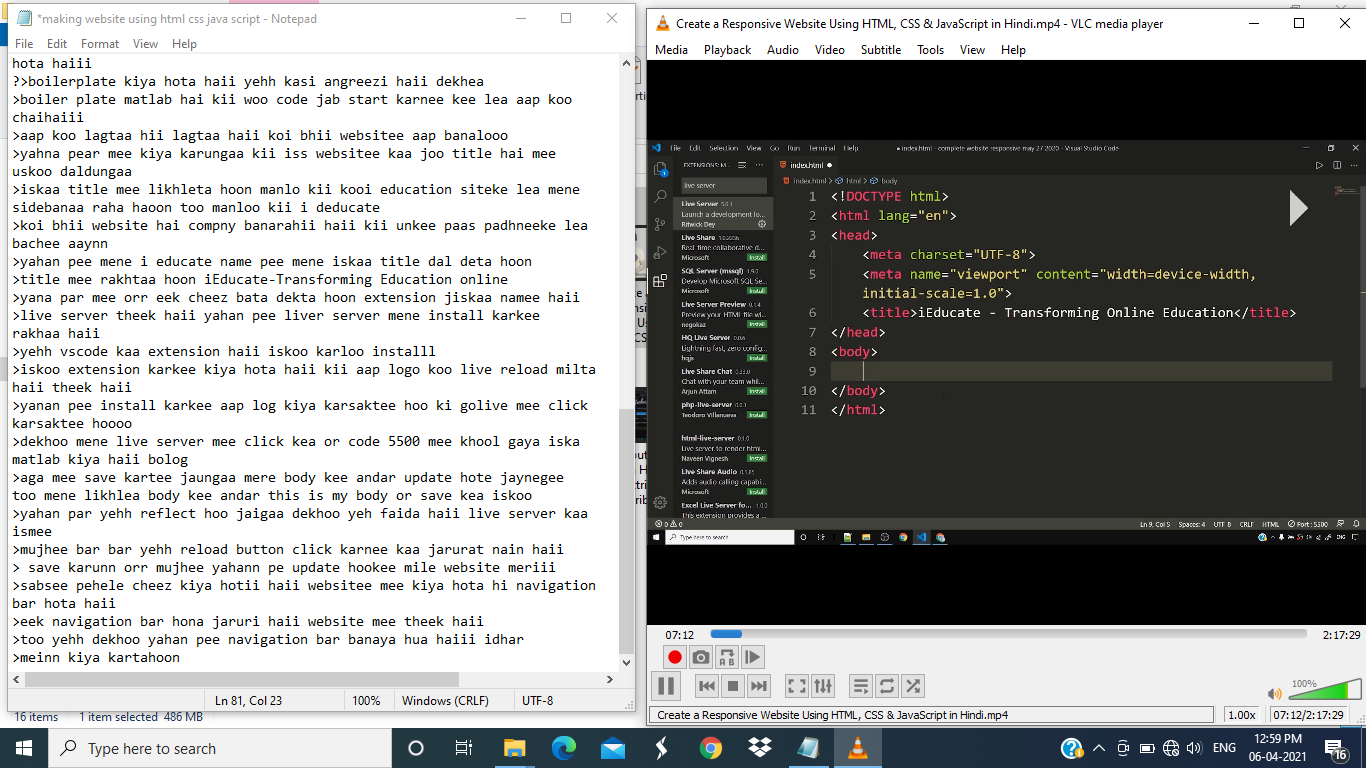 *making website using html css java script - Notepad
File Edit Format View Help
hota haiii
?>boilerplate kiya hota haii yehh kasi angreezi haii dekhea
>boiler plate matlab hai kii woo code jab start karnee kee lea aap koo
chaihaiii
>aap koo lagtaa hii lagtaa haii koi bhii websitee aap banalooo
>yahna pear mee kiya karungaa kii iss websitee kaa joo title hai mee
uskoo daldungaa
>iskaa title mee likhleta hoon manlo kii kooi education siteke lea mene
sidebanaa raha haoon too manloo kii i deducate
>koi bhii website hai compny banarahii haii kii unkee paas padhneeke lea
bachee aaynn
>yahan pee mene i educate name pee mene iskaa title dal deta hoon
>title mee rakhtaa hoon iEducate-Transforming Education online
>yana par mee orr eek cheez bata dekta hoon extension jiskaa namee haii
>live server theek haii yahan pee liver server mene install karkee
rakhaa haii
>yehh vscode kaa extension haii iskoo karloo installl
>iskoo extension karkee kiya hota haii kii aap logo koo live reload milta
haii theek haii
>yanan pee install karkee aap log kiya karsaktee hoo ki golive mee click
karsaktee hoooo
>dekhoo mene live server mee click kea or code 5500 mee khool gaya iska
matlab kiya haii bolog
>aga mee save kartee jaungaa mere body kee andar update hote jaynegee
too mene likhlea body kee andar this is my body or save kea iskoo
>yahan par yehh reflect hoo jaigaa dekhoo yeh faida haii live server kaa
ismee
>mujhee bar bar yehh reload button click karnee kaa jarurat nain haii
> save karunn orr mujhee yahann pe update hookee mile website meriii
>sabsee pehele cheez kiya hotii haii websitee mee kiya hota hi navigation
bar hota haii
>eek navigation bar hona jaruri haii website mee theek haii
>too yehh dekhoo yahan pee navigation bar banaya hua haiii idhar
>meinn kiya kartahoon
Ln 81, Col 23 100% Windows (CRLF) UTF-8
16 items 1 item selected 486 MB
Create a Responsive Website Using HTML, CSS & JavaScript in Hindi.mp4 - VLC media player
Media Playback Audio Video Subtitle Tools View Help
File Edit Selection View Go Run Terminal Help
index.html - complete website responsive may 27 2020 - Visual Studio Code
EXTENSIONS: M...
index.html
live server
index.html > html > body
Live Server
Launch a development lo...
Ritwick Dey
Live Share
Real-time collaborative d...
Microsoft Install
SQL Server (mssql) 1.9.0
Develop Microsoft SQL Se...
Microsoft Install
Live Server Preview 0.1.4
Preview your HTML file wi...
negokaz Install
HQ Live Server
Lightning fast, zero config...
hqjs Install
Live Share Chat
Chat with your team whil...
Arjun Attam Install
php-live-server
Teodoro Villanueva Install
html-live-server
Live server to render html...
Naveen Vignesh Install
Live Share Audio
Adds audio calling capabi...
Microsoft Install
Excel Live Server fo... 1.0.0
This extension provides a ...
1 <!DOCTYPE html>
2 <html lang="en">
3 <head>
4 <meta charset="UTF-8">
5 <meta name="viewport" content="width=device-width,
initial-scale=1.0">
6 <title>iEducate - Transforming Online Education</title>
7 </head>
8 <body>
9
10 </body>
11 </html>
Ln 9, Col 5 Spaces: 4 UTF-8 CRLF HTML Port : 5500
Type here to search
ENG
07:12 2:17:29
100%
Create a Responsive Website Using HTML, CSS & JavaScript in Hindi.mp4 1.00x 07:12/2:17:29
Type here to search
ENG
12:59 PM
06-04-2021
16